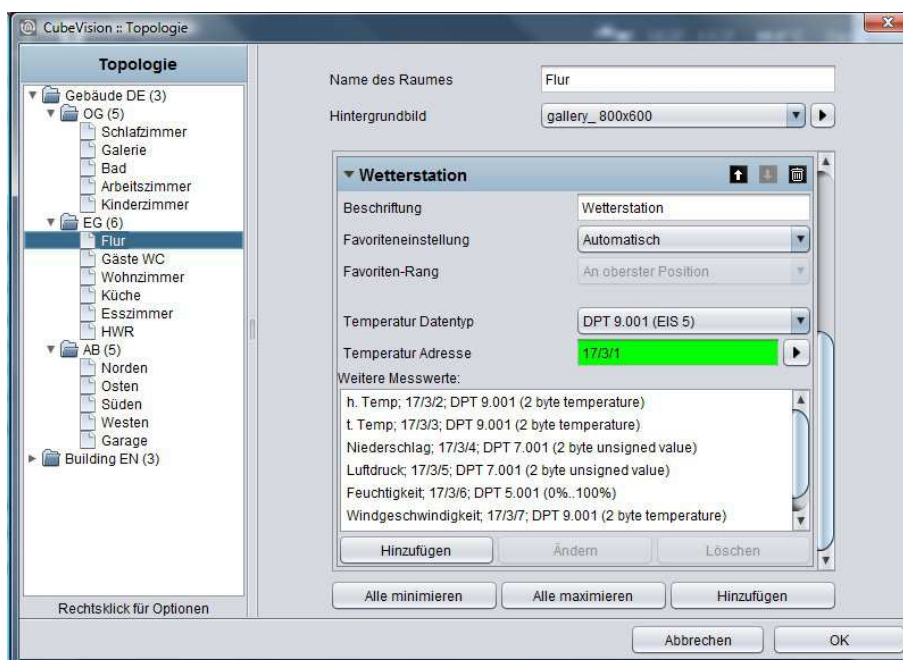 CubeVision :: Topologie
Topologie
Gebäude DE (3)
OG (5)
Schlafzimmer
Galerie
Bad
Arbeitszimmer
Kinderzimmer
EG (6)
Flur
Gäste WC
Wohnzimmer
Küche
Esszimmer
HWR
AB (5)
Norden
Osten
Süden
Westen
Garage
Building EN (3)
Rechtsklick für Optionen
Name des Raumes Flur
Hintergrundbild gallery_ 800x600
Wetterstation
Beschriftung Wetterstation
Favoriteneinstellung Automatisch
Favoriten-Rang An oberster Position
Temperatur Datentyp DPT 9.001 (EIS 5)
Temperatur Adresse 17/3/1
Weitere Messwerte:
h. Temp; 17/3/2; DPT 9.001 (2 byte temperature)
t. Temp; 17/3/3; DPT 9.001 (2 byte temperature)
Niederschlag; 17/3/4; DPT 7.001 (2 byte unsigned value)
Luftdruck; 17/3/5; DPT 7.001 (2 byte unsigned value)
Feuchtigkeit; 17/3/6; DPT 5.001 (0%..100%)
Windgeschwindigkeit; 17/3/7; DPT 9.001 (2 byte temperature)
Hinzufügen Ändern Löschen
Alle minimieren Alle maximieren Hinzufügen
Abbrechen OK